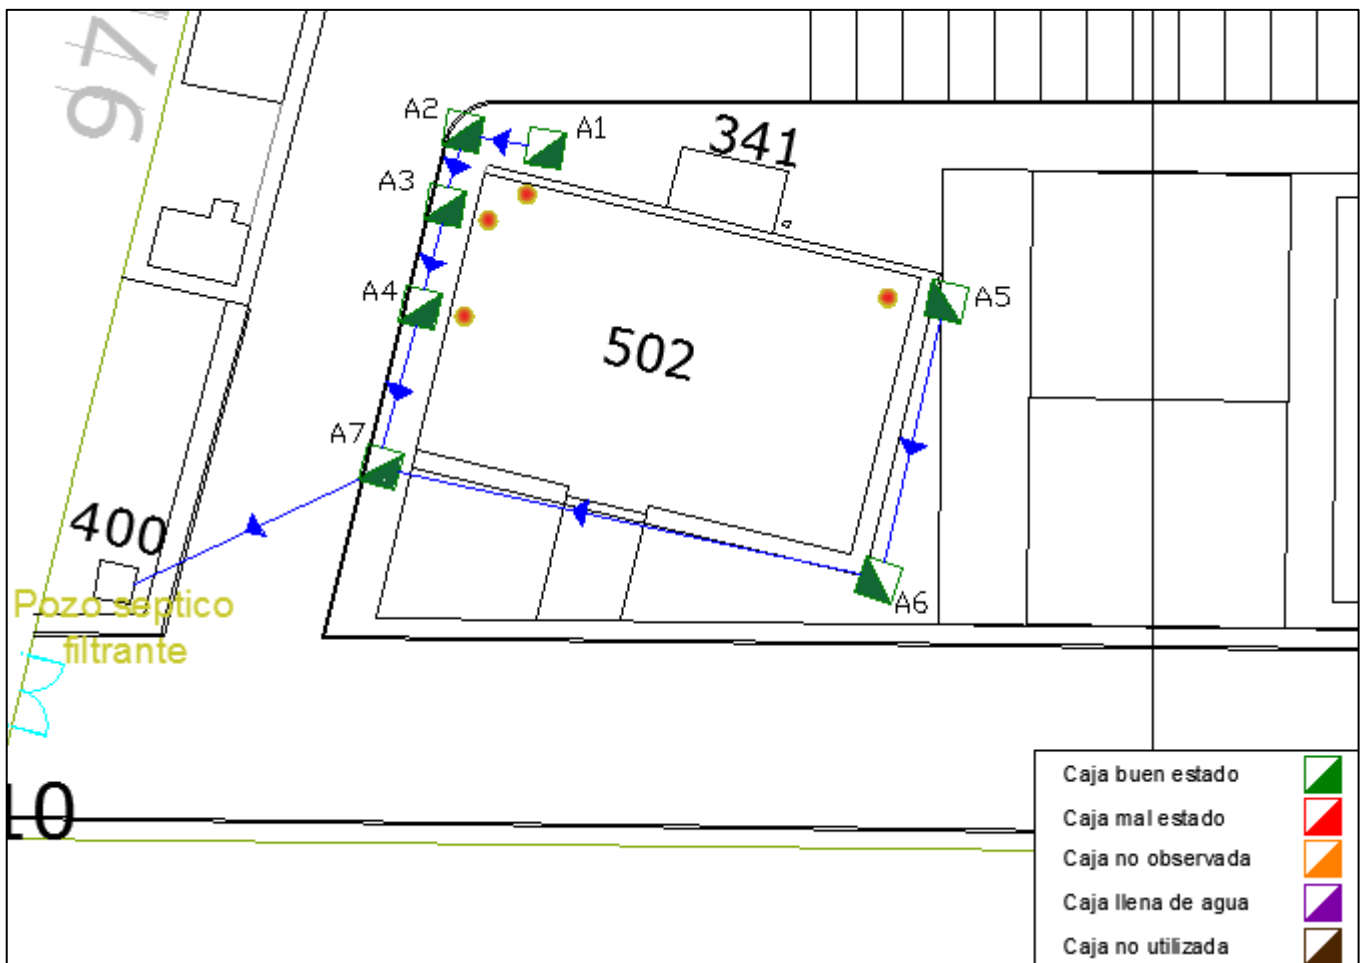 97
A2
A1
341
A3
A4
A5
502
A7
400
A6
Pozo septico
filtrante
10
Caja buen estado
Caja mal estado
Caja no observada
Caja llena de agua
Caja no utilizada